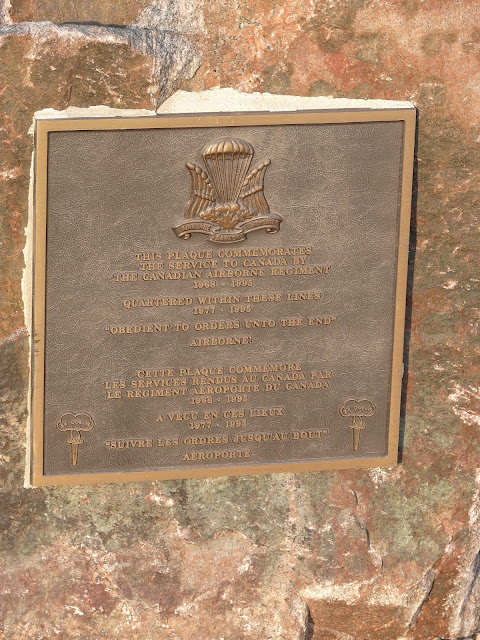 THIS PLAQUE COMMEMORATES
THE SERVICE TO CANADA BY
THE CANADIAN AIRBORNE REGIMENT
1968 - 1995
QUARTERED WITHIN THESE LINES
1977 - 1995
"OBEDIENT TO ORDERS UNTO THE END"
AIRBORNE!
CETTE PLAQUE COMMEMORE
LES SERVICES RENDUS AU CANADA PAR
LE REGIMENT AÉROPORTE DU CANADA
1968 - 1995
A VECU EN CES LIEUX
1977 - 1995
"SUIVRE LES ORDRES JUSQU'AU BOUT"
AÉROPORTE